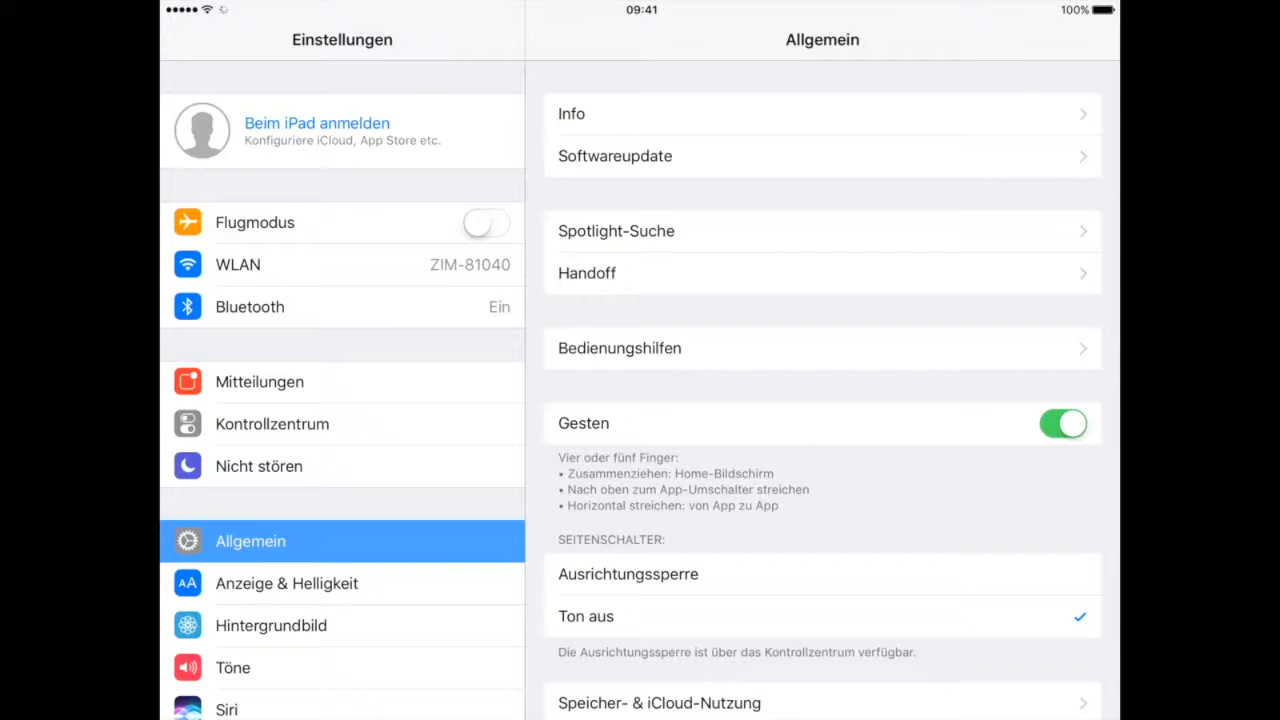 09:41
100%
Einstellungen
Beim iPad anmelden
Konfiguriere iCloud, App Store etc.
Flugmodus
WLAN ZIM-81040
Bluetooth Ein
Mitteilungen
Kontrollzentrum
Nicht stören
Allgemein
AA Anzeige & Helligkeit
Hintergrundbild
Töne
Siri
Allgemein
Info
Softwareupdate
Spotlight-Suche
Handoff
Bedienungshilfen
Gesten
Vier oder fünf Finger:
• Zusammenziehen: Home-Bildschirm
• Nach oben zum App-Umschalter streichen
• Horizontal streichen: von App zu App
SEITENSCHALTER:
Ausrichtungssperre
Ton aus
Die Ausrichtungssperre ist über das Kontrollzentrum verfügbar.
Speicher- & iCloud-Nutzung